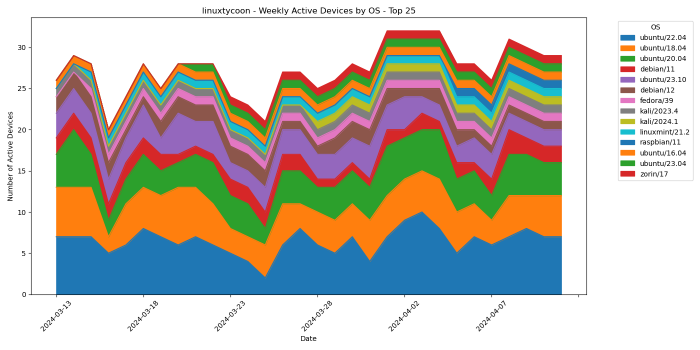 linuxtycoon - Weekly Active Devices by OS - Top 25
Number of Active Devices
30
25
20
15
10
5
0
2024-03-13
2024-03-18
2024-03-23
2024-03-28
2024-04-02
2024-04-07
Date
OS
ubuntu/22.04
ubuntu/18.04
ubuntu/20.04
debian/11
ubuntu/23.10
debian/12
fedora/39
kali/2023.4
kali/2024.1
linuxmint/21.2
raspbian/11
ubuntu/16.04
ubuntu/23.04
zorin/17